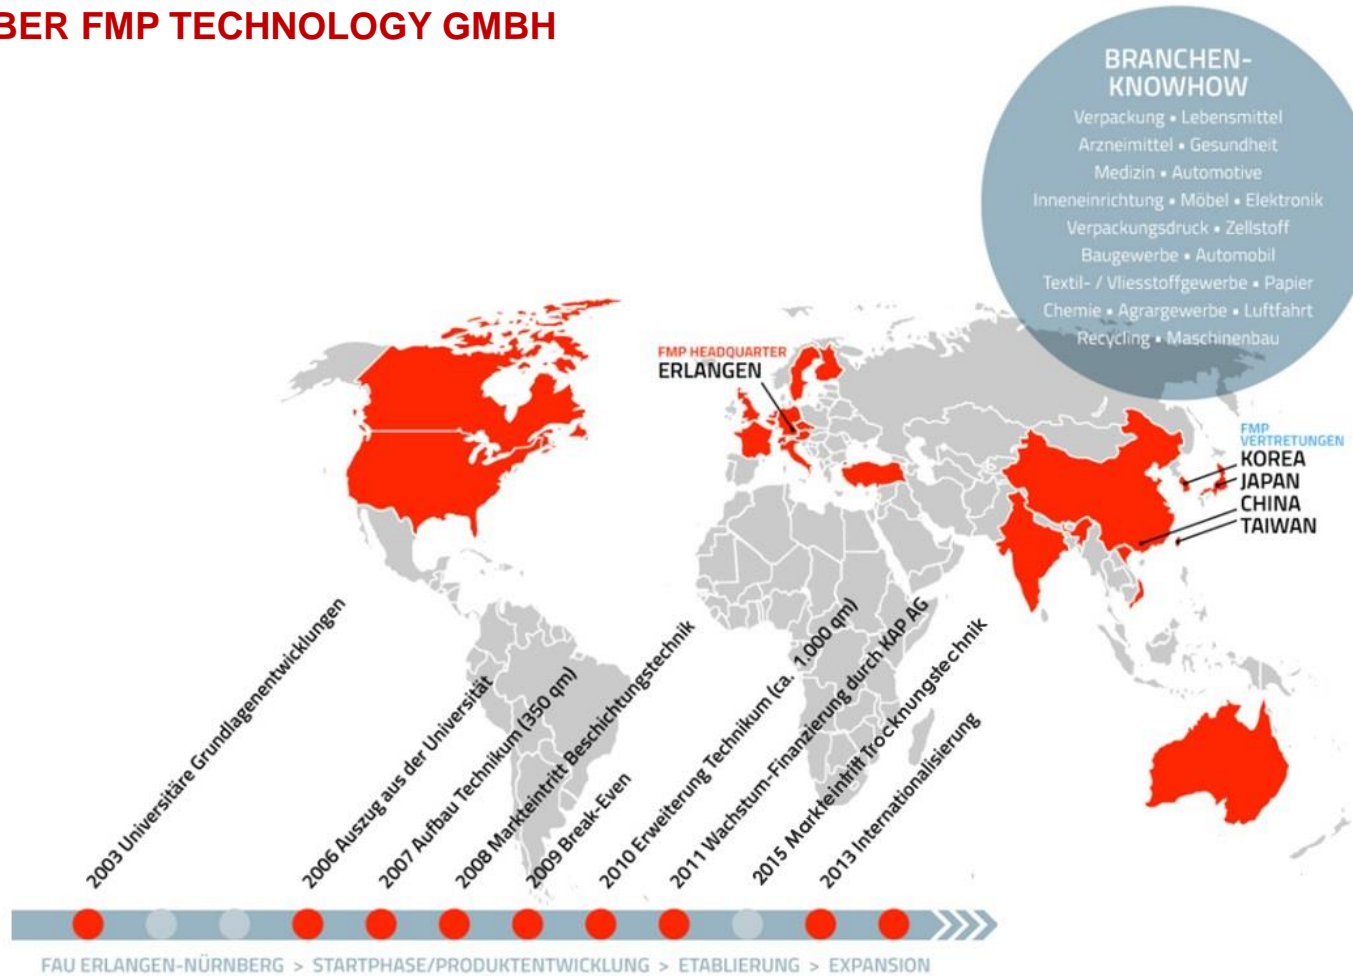 BER FMP TECHNOLOGY GMBH
BRANCHEN-
KNOWHOW
Verpackung • Lebensmittel
Arzneimittel • Gesundheit
Medizin • Automotive
Inneneinrichtung • Möbel • Elektronik
Verpackungsdruck • Zellstoff
Baugewerbe • Automobil
Textil- / Vliesstoffgewerbe • Papier
Chemie • Agrargewerbe • Luftfahrt
Recycling • Maschinenbau
FMP HEADQUARTER
ERLANGEN
FMP
VERTRETUNGEN
KOREA
JAPAN
CHINA
TAIWAN
2003 Universitäre Grundlagenentwicklungen
2006 Auszug aus der Universität
2007 Aufbau Technikum (350 qm)
2008 Markteintritt Beschichtungstechnik
2009 Break-Even
2010 Erweiterung Technikum (ca. 1.000 qm)
2011 Wachstum-Finanzierung durch KAP AG
2015 Markteintritt Trocknungstechnik
2013 Internationalisierung
FAU ERLANGEN-NÜRNBERG > STARTPHASE/PRODUKTENTWICKLUNG > ETABLIERUNG > EXPANSION